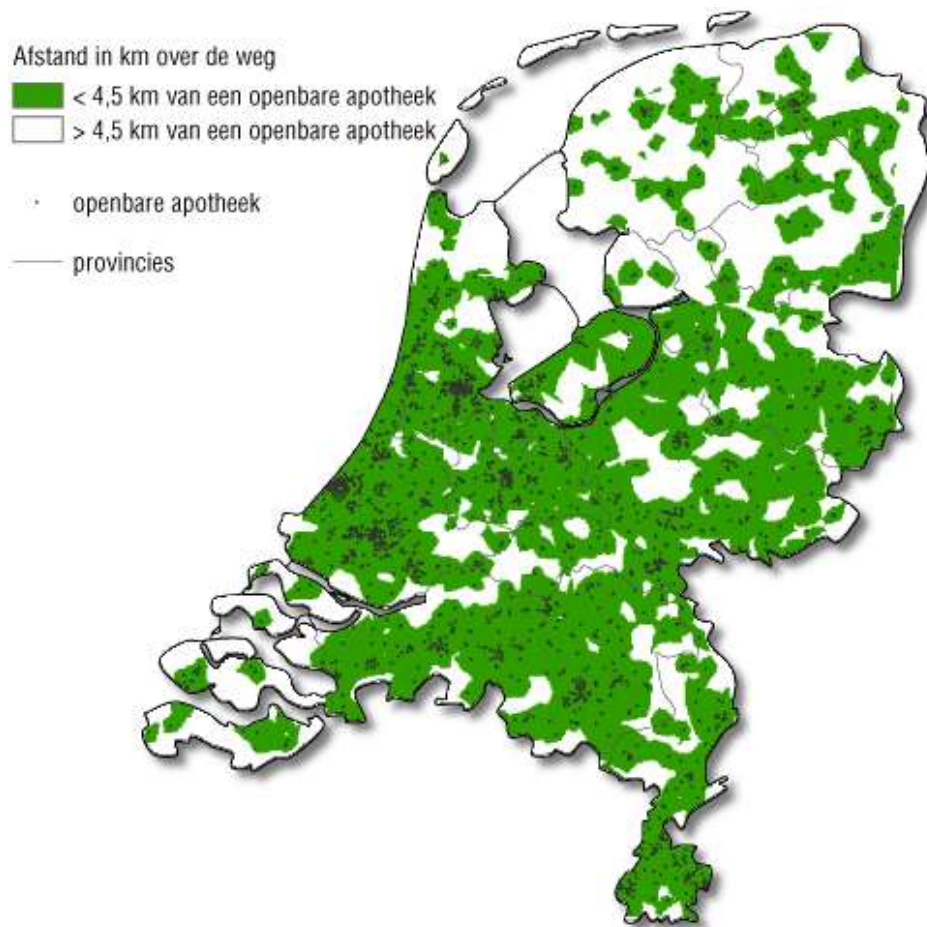 Afstand in km over de weg
< 4,5 km van een openbare apotheek
> 4,5 km van een openbare apotheek
openbare apotheek
provincies